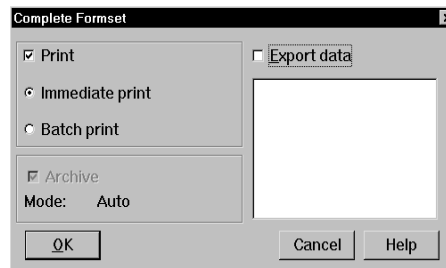 Complete Formset
Print
Export data
Immediate print
Batch print
Archive
Mode: Auto
OK
Cancel
Help